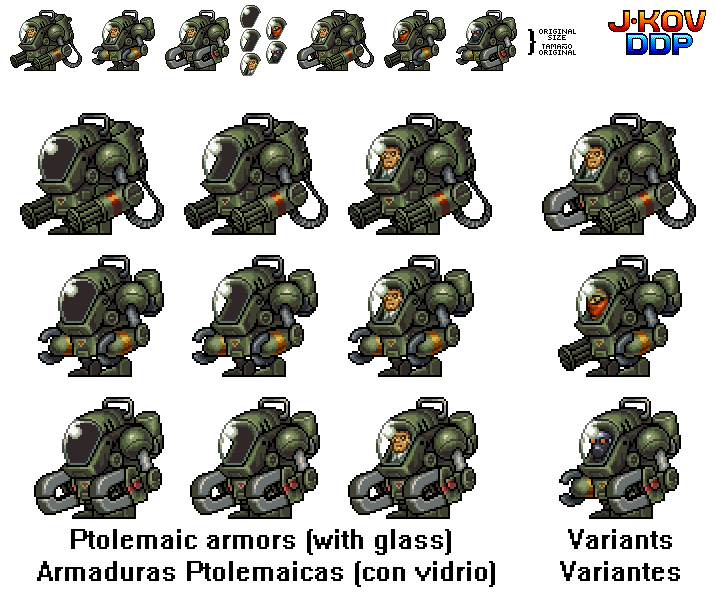 ORIGINAL
SIZE
TAMAÑO
ORIGINAL
J·KOV
DDP
Ptolemaic armors (with glass)
Armaduras Ptolemaicas (con vidrio)
Variants
Variantes